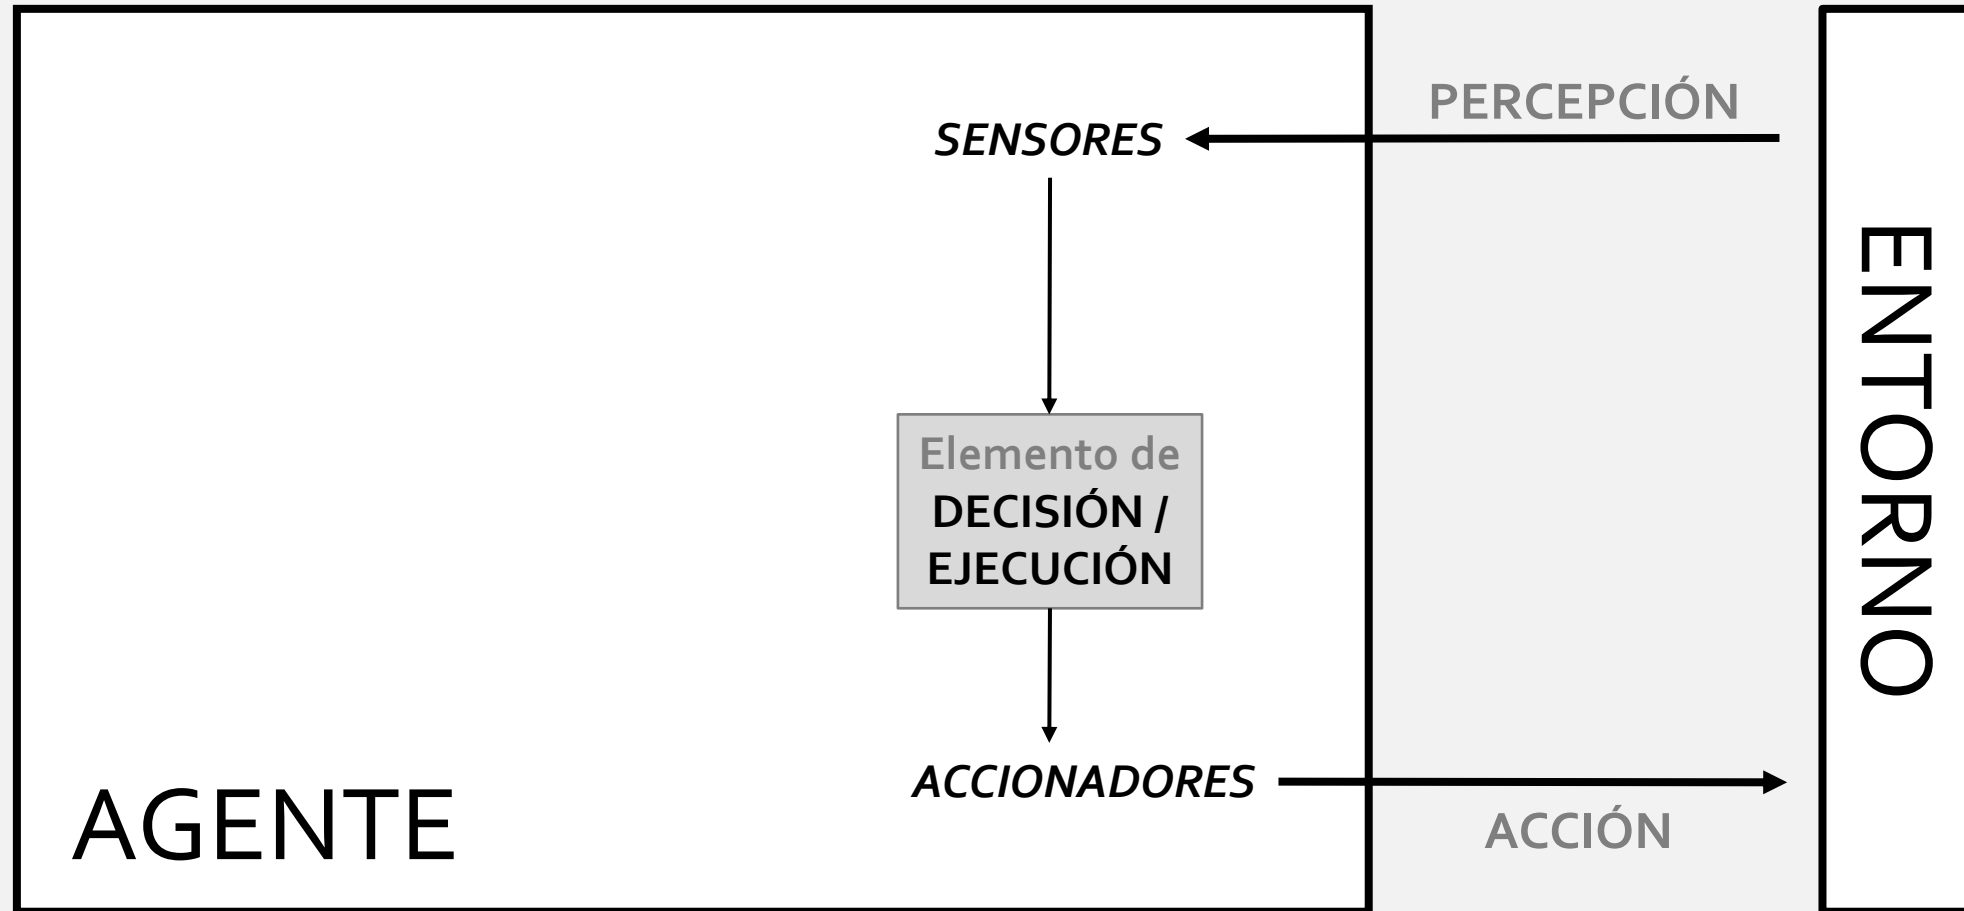 PERCEPCIÓN
SENSORES
ENTORNO
Elemento de
DECISIÓN /
EJECUCIÓN
ACCIONADORES
AGENTE
ACCIÓN